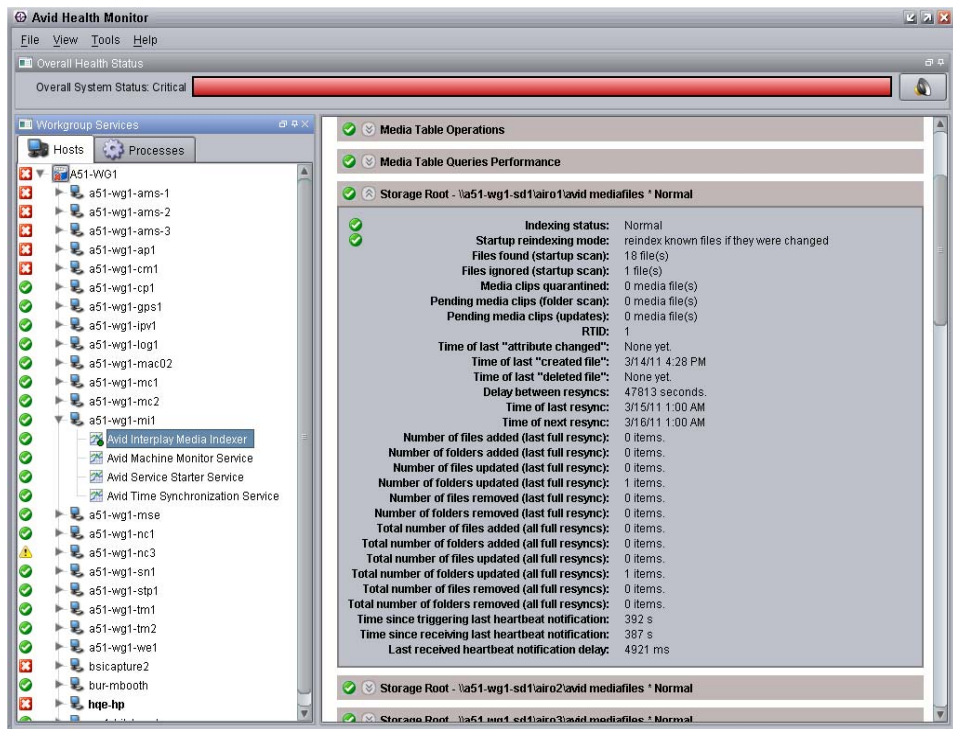 Avid Health Monitor
File View Tools Help
Overall Health Status
Overall System Status: Critical
Workgroup Services
Hosts Processes
A51-WG1
a51-wg1-ams-1
a51-wg1-ams-2
a51-wg1-ams-3
a51-wg1-ap1
a51-wg1-cm1
a51-wg1-cp1
a51-wg1-gps1
a51-wg1-ipv1
a51-wg1-log1
a51-wg1-mac02
a51-wg1-mc1
a51-wg1-mc2
a51-wg1-mi1
Avid Interplay Media Indexer
Avid Machine Monitor Service
Avid Service Starter Service
Avid Time Synchronization Service
a51-wg1-mse
a51-wg1-nc1
a51-wg1-nc3
a51-wg1-sn1
a51-wg1-stp1
a51-wg1-tm1
a51-wg1-tm2
a51-wg1-we1
bsicapture2
bur-mbooth
hqe-hp
Media Table Operations
Media Table Queries Performance
Storage Root - \\a51-wg1-sd1\airo1\avid mediafiles * Normal
Indexing status: Normal
Startup reindexing mode: reindex known files if they were changed
Files found (startup scan): 18 file(s)
Files ignored (startup scan): 1 file(s)
Media clips quarantined: 0 media file(s)
Pending media clips (folder scan): 0 media file(s)
Pending media clips (updates): 0 media file(s)
RTID: 1
Time of last "attribute changed": None yet.
Time of last "created file": 3/14/11 4:28 PM
Time of last "deleted file": None yet.
Delay between resyncs: 47813 seconds.
Time of last resync: 3/15/11 1:00 AM
Time of next resync: 3/16/11 1:00 AM
Number of files added (last full resync): 0 items.
Number of folders added (last full resync): 0 items.
Number of files updated (last full resync): 0 items.
Number of folders updated (last full resync): 1 items.
Number of files removed (last full resync): 0 items.
Number of folders removed (last full resync): 0 items.
Total number of files added (all full resyncs): 0 items.
Total number of folders added (all full resyncs): 0 items.
Total number of files updated (all full resyncs): 0 items.
Total number of folders updated (all full resyncs): 1 items.
Total number of files removed (all full resyncs): 0 items.
Total number of folders removed (all full resyncs): 0 items.
Time since triggering last heartbeat notification: 392 s
Time since receiving last heartbeat notification: 387 s
Last received heartbeat notification delay: 4921 ms
Storage Root - \\a51-wg1-sd1\airo2\avid mediafiles * Normal
Storage Root - \\a51-wg1-sd1\airo3\avid mediafiles * Normal